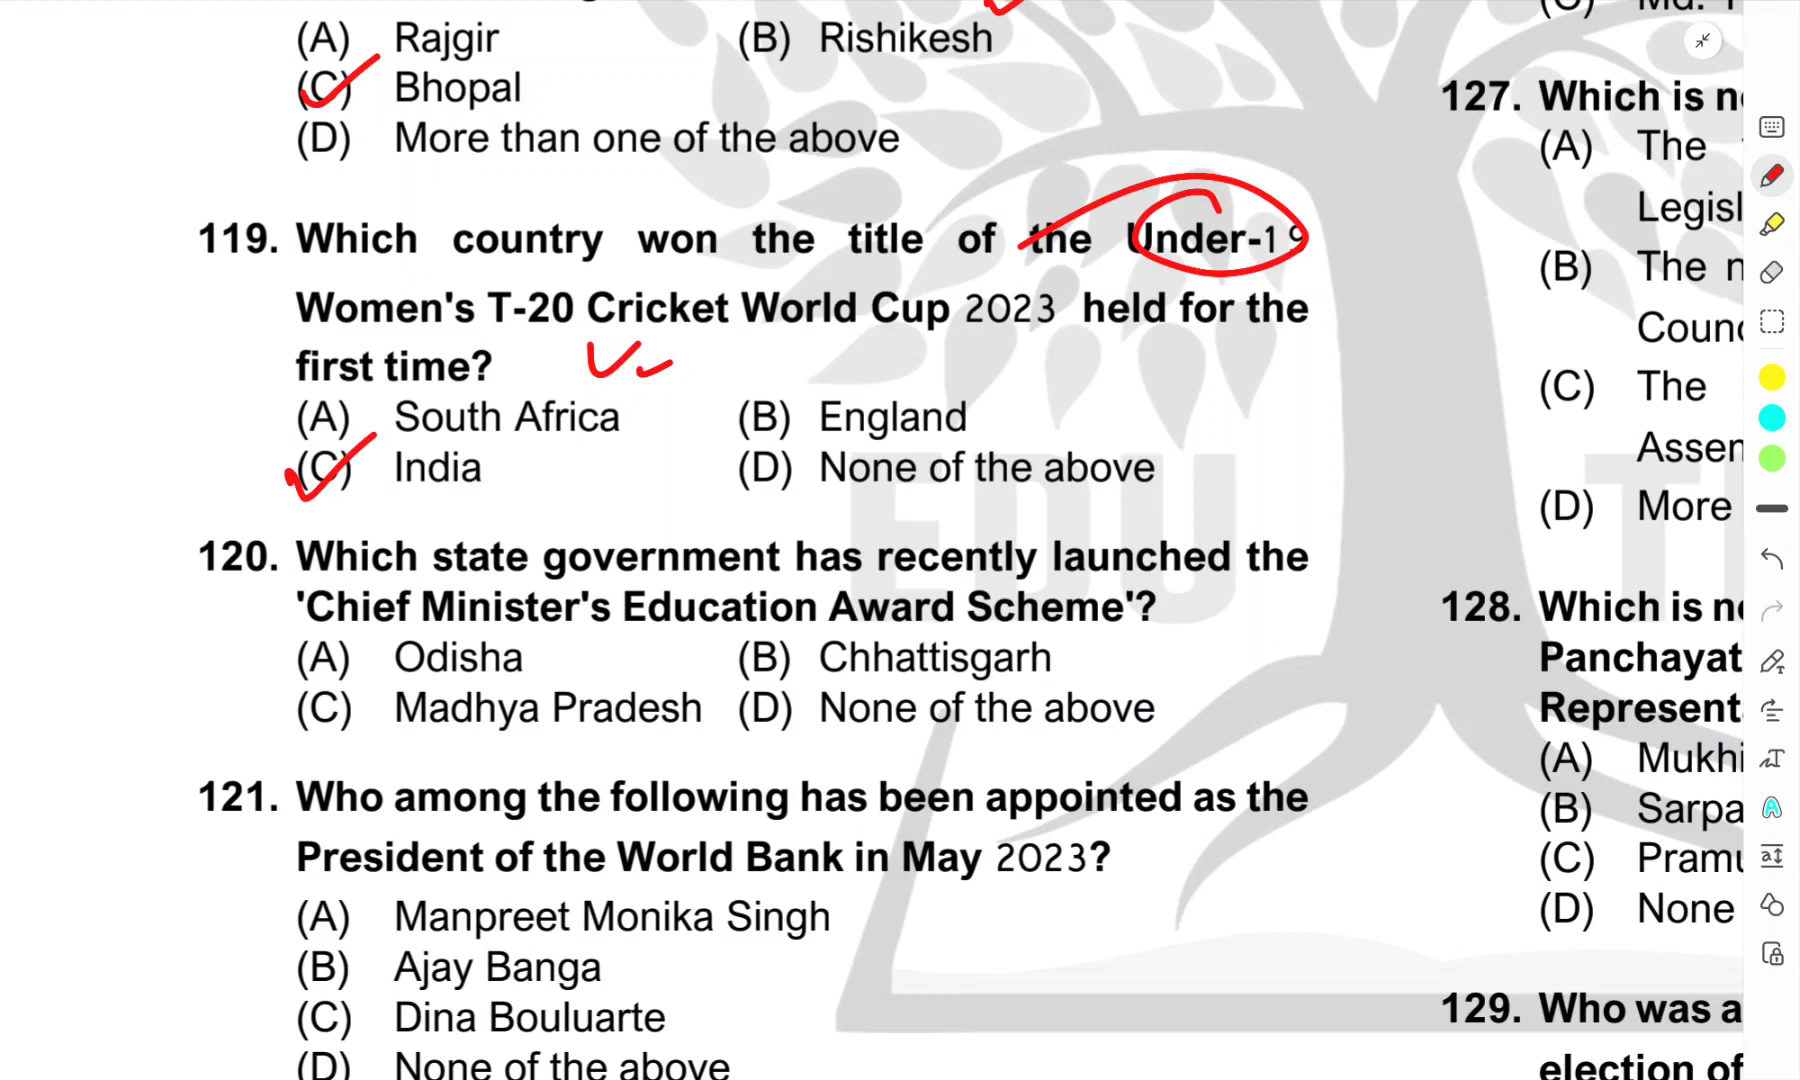 (A) Rajgir (B) Rishikesh
(C) Bhopal
(D) More than one of the above
119. Which country won the title of the Under-19
Women's T-20 Cricket World Cup 2023 held for the
first time?
(A) South Africa (B) England
(C) India (D) None of the above
120. Which state government has recently launched the
'Chief Minister's Education Award Scheme'?
(A) Odisha (B) Chhattisgarh
(C) Madhya Pradesh (D) None of the above
121. Who among the following has been appointed as the
President of the World Bank in May 2023?
(A) Manpreet Monika Singh
(B) Ajay Banga
(C) Dina Bouluarte
(D) None of the above
127. Which is n
(A) The
Legisl
(B) The n
Counc
(C) The
Assen
(D) More
128. Which is n
Panchayat
Represent
(A) Mukhi
(B) Sarpa
(C) Pramu
(D) None
129. Who was a
election of
EDU